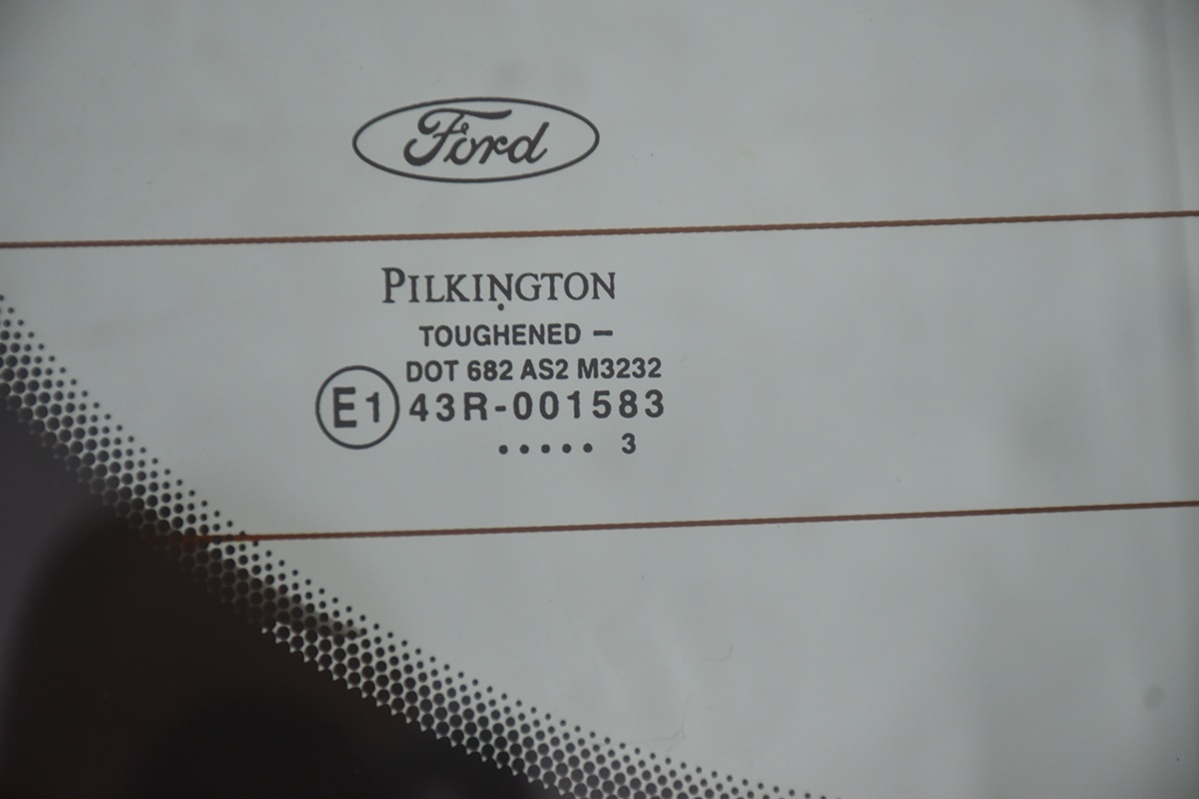 Ford
PILKINGTON
TOUGHENED –
DOT 682 AS2 M3232
E1 43R-001583
..... 3